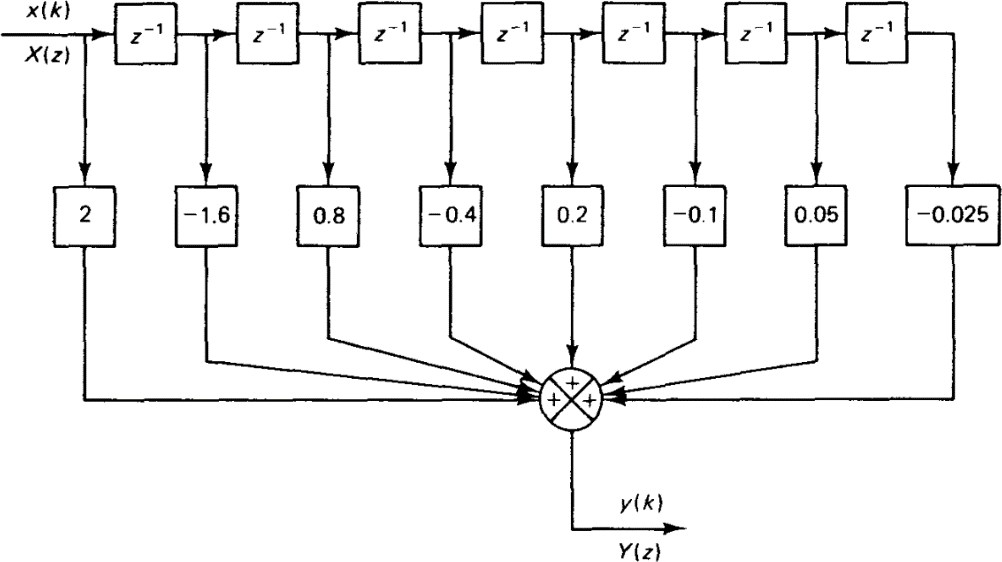 x(k)
X(z)
z⁻¹ z⁻¹ z⁻¹ z⁻¹ z⁻¹ z⁻¹ z⁻¹
2 −1.6 0.8 −0.4 0.2 −0.1 0.05 −0.025
+
+ +
y(k)
Y(z)